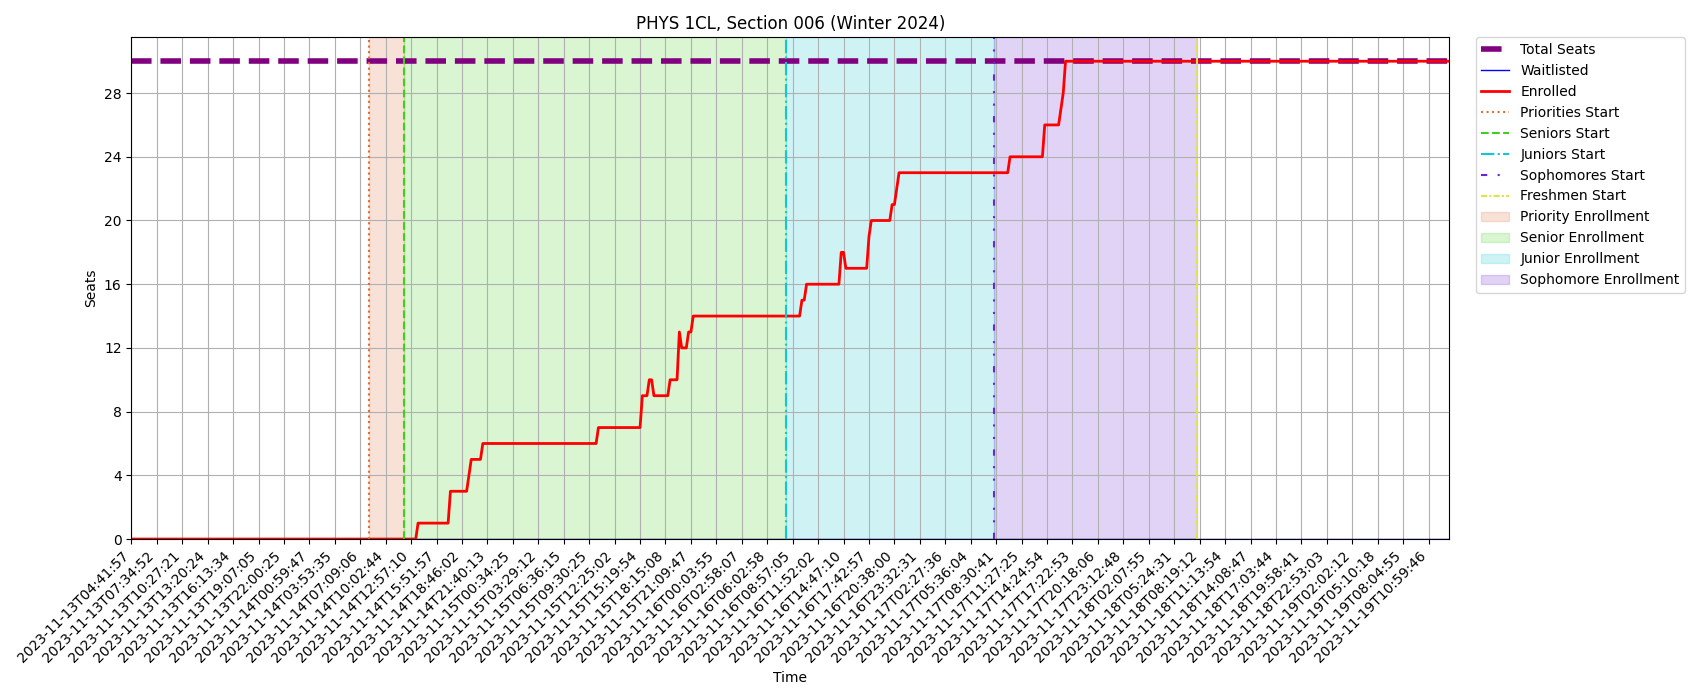 PHYS 1CL, Section 006 (Winter 2024)
Total Seats
Waitlisted
Enrolled
Priorities Start
Seniors Start
Juniors Start
Sophomores Start
Freshmen Start
Priority Enrollment
Senior Enrollment
Junior Enrollment
Sophomore Enrollment
Seats
28
24
20
16
12
8
4
0
2023-11-13T04:41:57
2023-11-13T07:34:52
2023-11-13T10:27:21
2023-11-13T13:20:24
2023-11-13T16:13:34
2023-11-13T19:07:05
2023-11-13T22:00:25
2023-11-14T00:59:47
2023-11-14T03:53:35
2023-11-14T07:09:06
2023-11-14T10:02:44
2023-11-14T12:57:10
2023-11-14T15:51:57
2023-11-14T18:46:02
2023-11-14T21:40:13
2023-11-15T00:34:25
2023-11-15T03:29:12
2023-11-15T06:36:15
2023-11-15T09:30:25
2023-11-15T12:25:02
2023-11-15T15:19:54
2023-11-15T18:15:08
2023-11-15T21:09:47
2023-11-16T00:03:55
2023-11-16T02:58:07
2023-11-16T06:02:58
2023-11-16T08:57:05
2023-11-16T11:52:02
2023-11-16T14:47:10
2023-11-16T17:42:57
2023-11-16T20:38:00
2023-11-16T23:32:31
2023-11-17T02:27:36
2023-11-17T05:36:04
2023-11-17T08:30:41
2023-11-17T11:27:25
2023-11-17T14:24:54
2023-11-17T17:22:53
2023-11-17T20:18:06
2023-11-17T23:12:48
2023-11-18T02:07:55
2023-11-18T05:24:31
2023-11-18T08:19:12
2023-11-18T11:13:54
2023-11-18T14:08:47
2023-11-18T17:03:44
2023-11-18T19:58:41
2023-11-18T22:53:03
2023-11-19T02:02:12
2023-11-19T05:10:18
2023-11-19T08:04:55
2023-11-19T10:59:46
Time